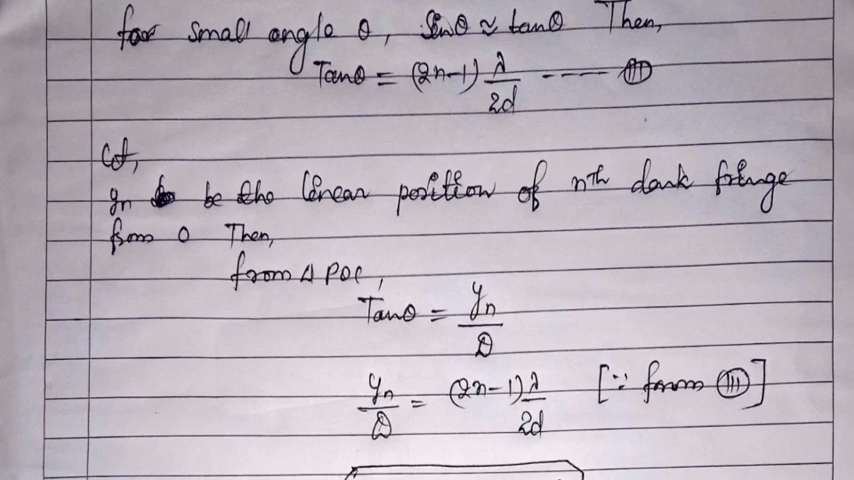 for small angle θ, Sinθ ≈ tanθ Then,
Tanθ = (2n-1) λ/2d ---- (III)
Let,
yn be the linear position of nth dark fringe
from O Then,
from Δ POC,
Tanθ = yn/D
yn/D = (2n-1) λ/2d [∵ from (III)]